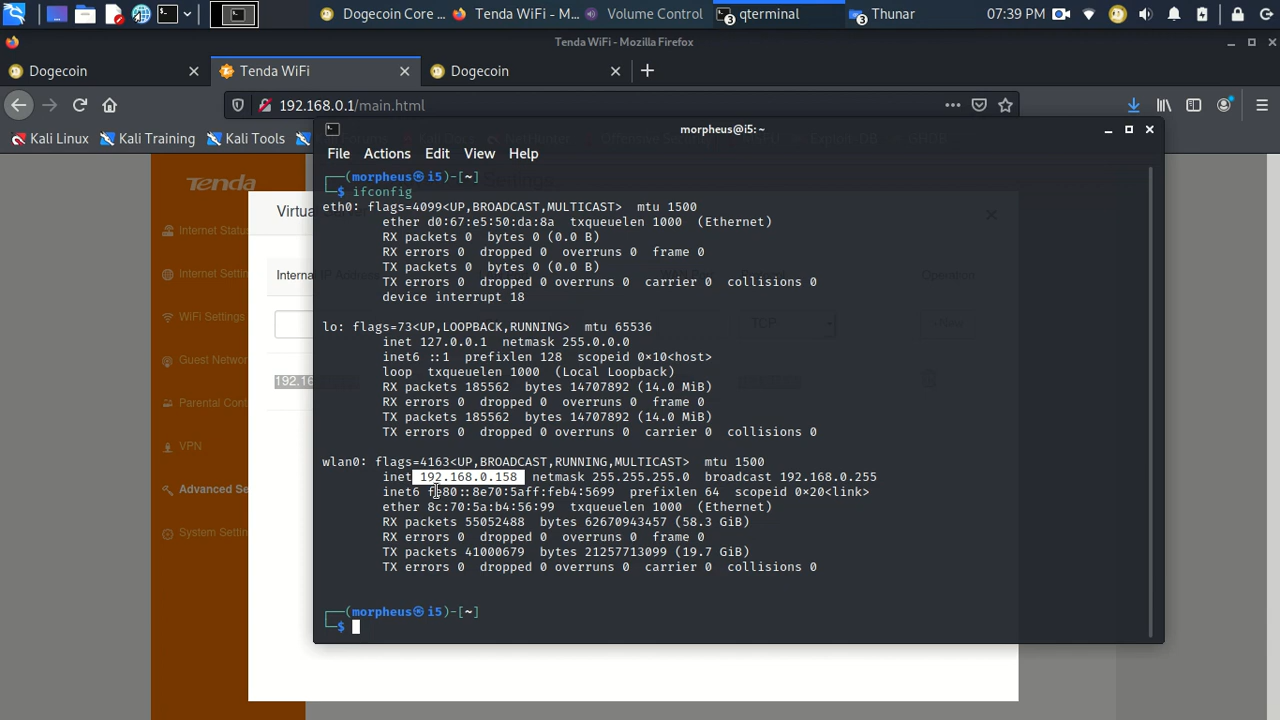 Dogecoin Core ...
Tenda WiFi - M...
Volume Control
qterminal
Thunar
07:39 PM
Tenda WiFi - Mozilla Firefox
Dogecoin
Tenda WiFi
Dogecoin
192.168.0.1/main.html
Kali Linux
Kali Training
Kali Tools
morpheus@i5: ~
File Actions Edit View Help
┌──(morpheus㉿i5)-[~]
└─$ ifconfig
eth0: flags=4099<UP,BROADCAST,MULTICAST>  mtu 1500
ether d0:67:e5:50:da:8a  txqueuelen 1000  (Ethernet)
RX packets 0  bytes 0 (0.0 B)
RX errors 0  dropped 0  overruns 0  frame 0
TX packets 0  bytes 0 (0.0 B)
TX errors 0  dropped 0 overruns 0  carrier 0  collisions 0
device interrupt 18
lo: flags=73<UP,LOOPBACK,RUNNING>  mtu 65536
inet 127.0.0.1  netmask 255.0.0.0
inet6 ::1  prefixlen 128  scopeid 0×10<host>
loop  txqueuelen 1000  (Local Loopback)
RX packets 185562  bytes 14707892 (14.0 MiB)
RX errors 0  dropped 0  overruns 0  frame 0
TX packets 185562  bytes 14707892 (14.0 MiB)
TX errors 0  dropped 0 overruns 0  carrier 0  collisions 0
wlan0: flags=4163<UP,BROADCAST,RUNNING,MULTICAST>  mtu 1500
inet 192.168.0.158  netmask 255.255.255.0  broadcast 192.168.0.255
inet6 fe80::8e70:5aff:feb4:5699  prefixlen 64  scopeid 0×20<link>
ether 8c:70:5a:b4:56:99  txqueuelen 1000  (Ethernet)
RX packets 55052488  bytes 62670943457 (58.3 GiB)
RX errors 0  dropped 0  overruns 0  frame 0
TX packets 41000679  bytes 21257713099 (19.7 GiB)
TX errors 0  dropped 0 overruns 0  carrier 0  collisions 0
┌──(morpheus㉿i5)-[~]
└─$
Tenda
Internet Status
Internet Settin
WiFi Settings
Guest Network
Parental Cont
VPN
Advanced Se
System Settin
Virtual
Internal IP Address
Operation
TCP
192.16